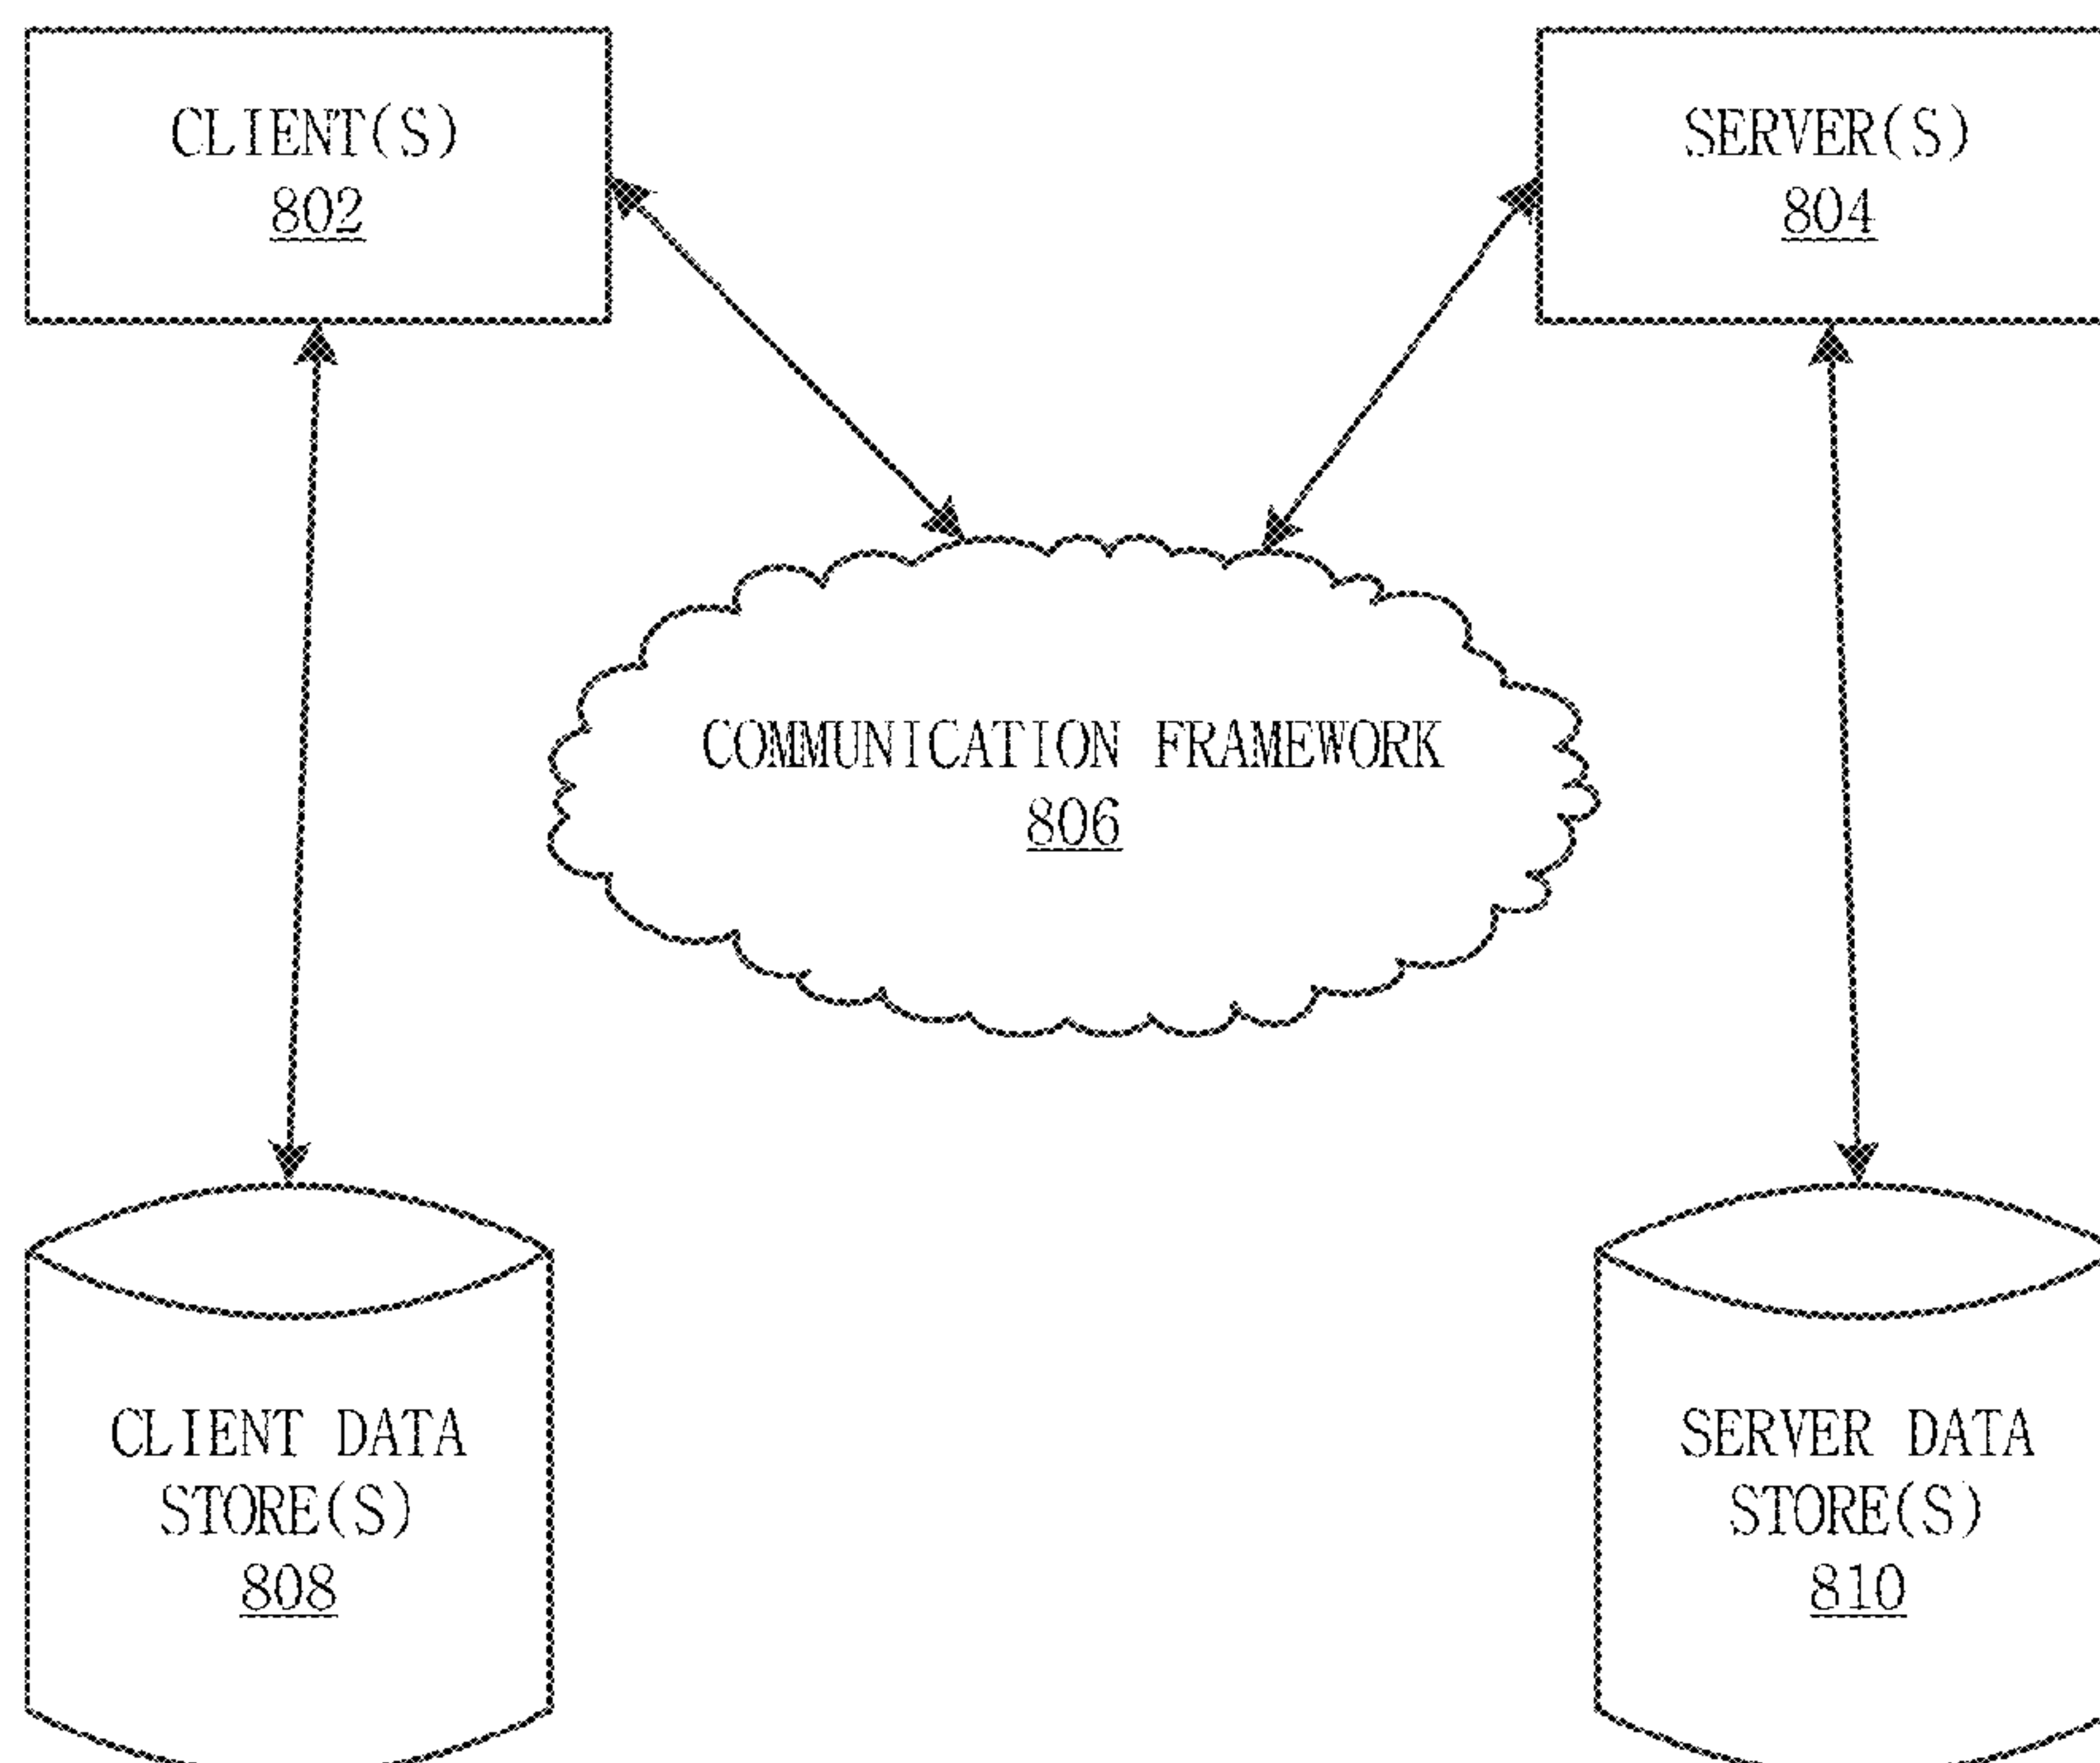 CLIENT(S)
802
SERVER(S)
804
COMMUNICATION FRAMEWORK
806
CLIENT DATA
STORE(S)
808
SERVER DATA
STORE(S)
810